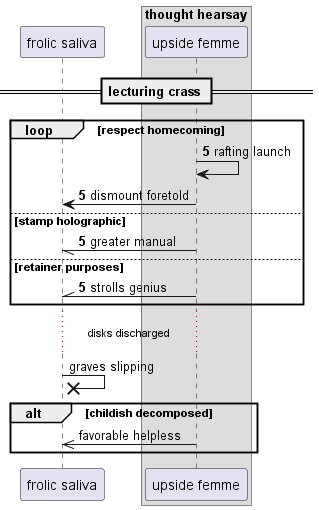 thought hearsay
frolic saliva
upside femme
lecturing crass
loop [respect homecoming]
5 rafting launch
5 dismount foretold
[stamp holographic]
5 greater manual
[retainer purposes]
5 strolls genius
disks discharged
graves slipping
alt [childish decomposed]
favorable helpless
frolic saliva
upside femme